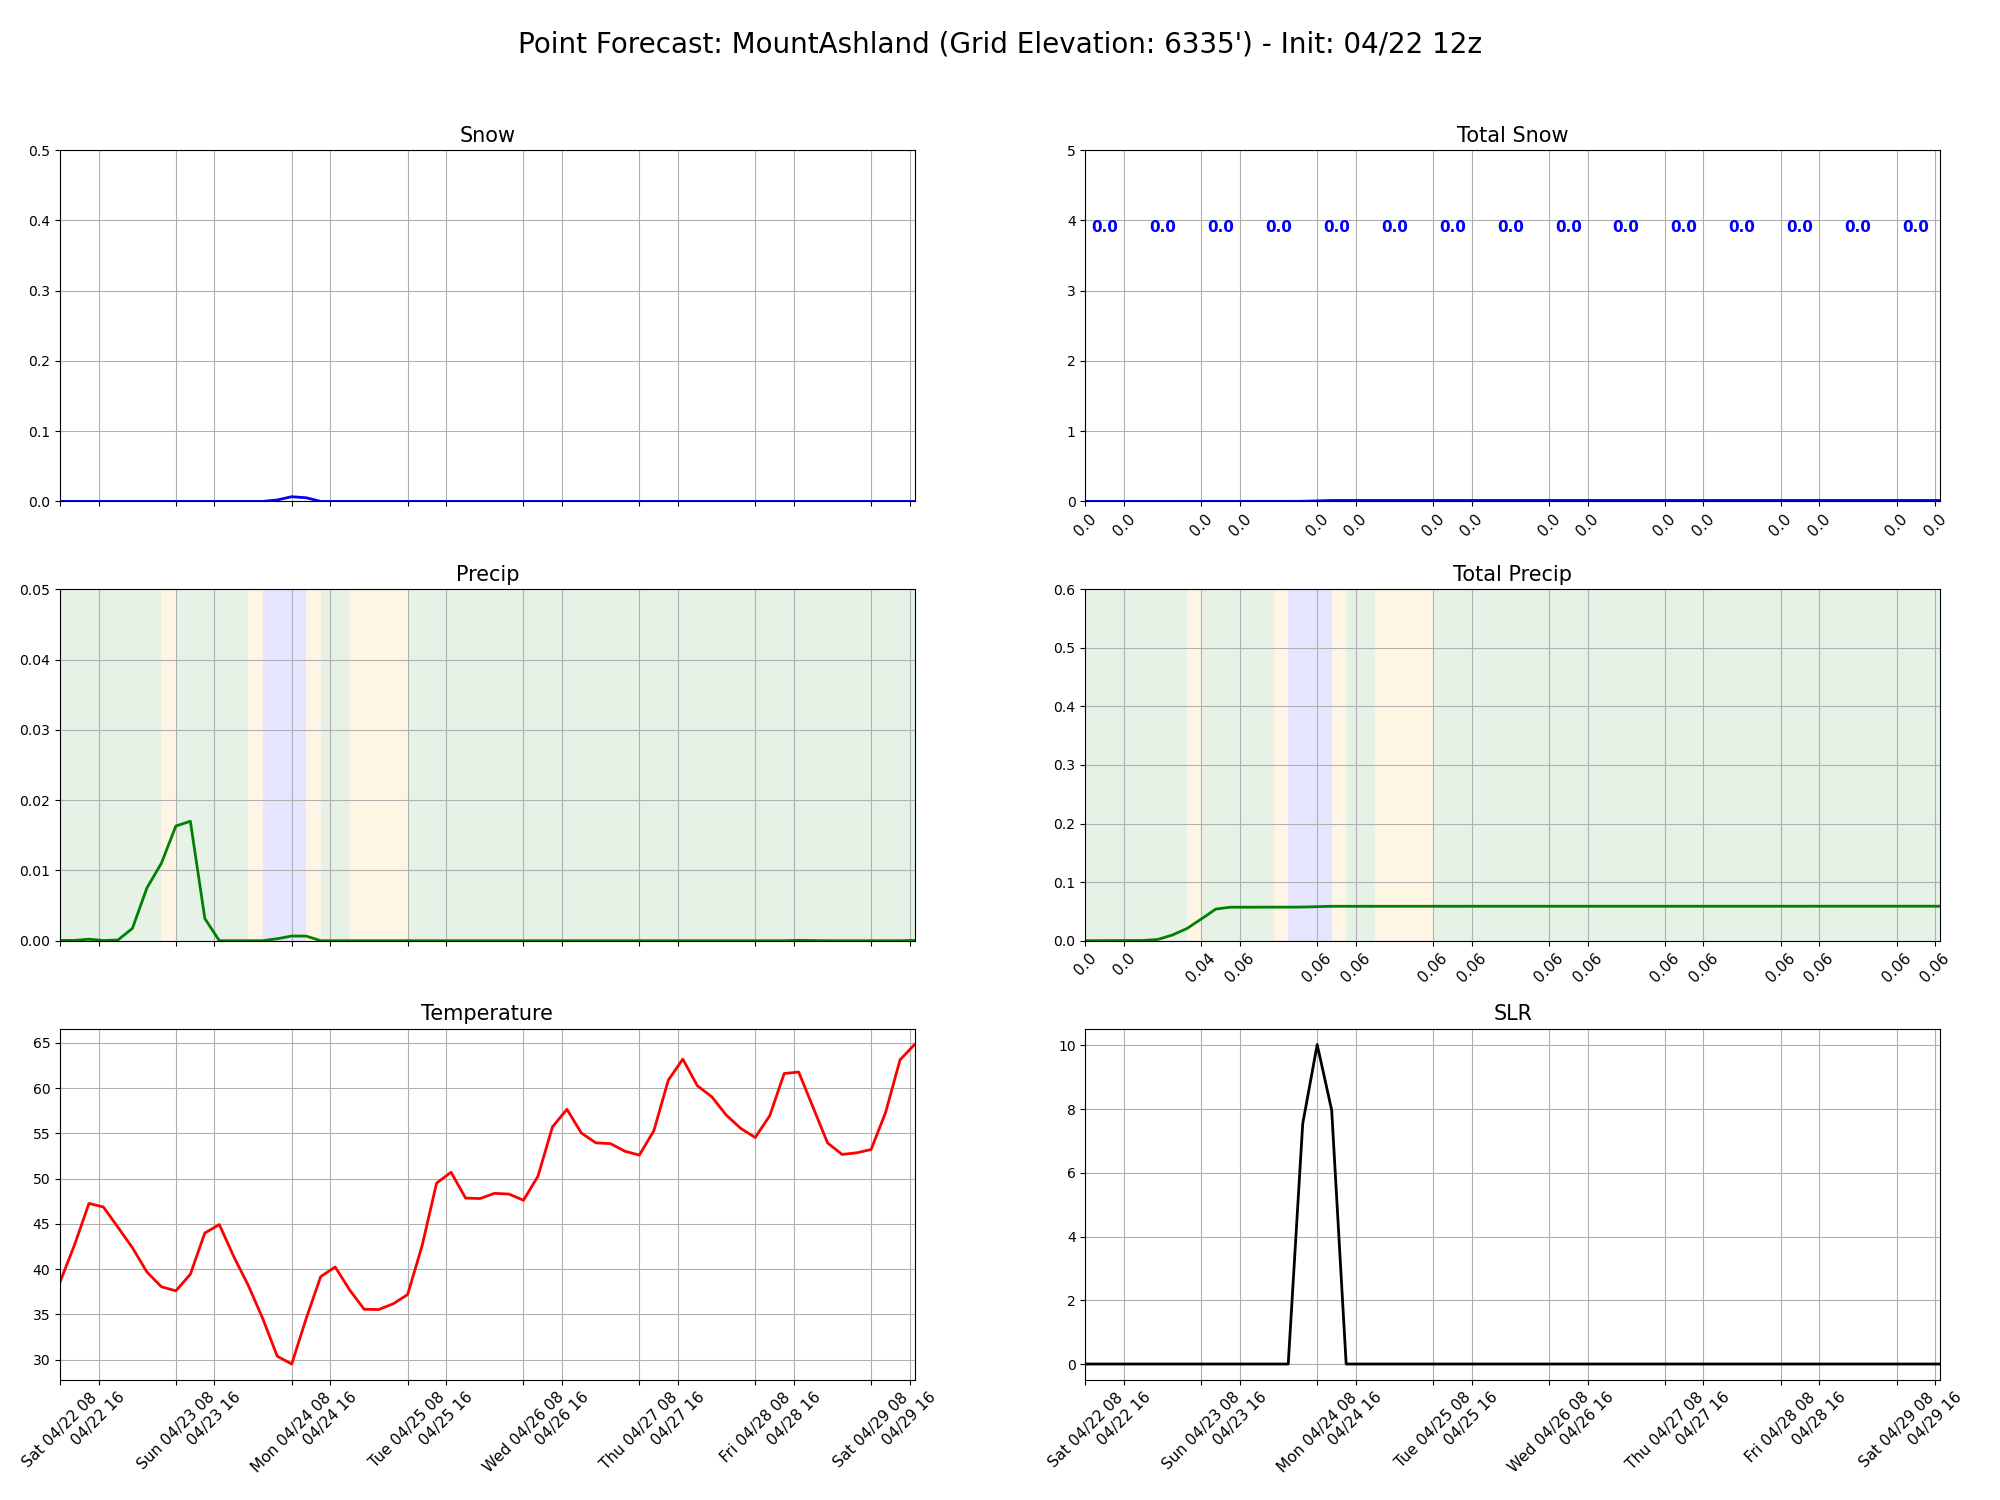 Point Forecast: MountAshland (Grid Elevation: 6335') - Init: 04/22 12z
Snow
0.5
0.4
0.3
0.2
0.1
0.0
Total Snow
5
4
3
2
1
0
0.0 0.0 0.0 0.0 0.0 0.0 0.0 0.0 0.0 0.0 0.0 0.0 0.0 0.0 0.0
0.0 0.0 0.0 0.0 0.0 0.0 0.0 0.0 0.0 0.0 0.0 0.0 0.0 0.0 0.0 0.0
Precip
0.05
0.04
0.03
0.02
0.01
0.00
Total Precip
0.6
0.5
0.4
0.3
0.2
0.1
0.0
0.0 0.0 0.04 0.06 0.06 0.06 0.06 0.06 0.06 0.06 0.06 0.06 0.06 0.06 0.06 0.06
Temperature
65
60
55
50
45
40
35
30
Sat 04/22 08
04/22 16
Sun 04/23 08
04/23 16
Mon 04/24 08
04/24 16
Tue 04/25 08
04/25 16
Wed 04/26 08
04/26 16
Thu 04/27 08
04/27 16
Fri 04/28 08
04/28 16
Sat 04/29 08
04/29 16
SLR
10
8
6
4
2
0
Sat 04/22 08
04/22 16
Sun 04/23 08
04/23 16
Mon 04/24 08
04/24 16
Tue 04/25 08
04/25 16
Wed 04/26 08
04/26 16
Thu 04/27 08
04/27 16
Fri 04/28 08
04/28 16
Sat 04/29 08
04/29 16